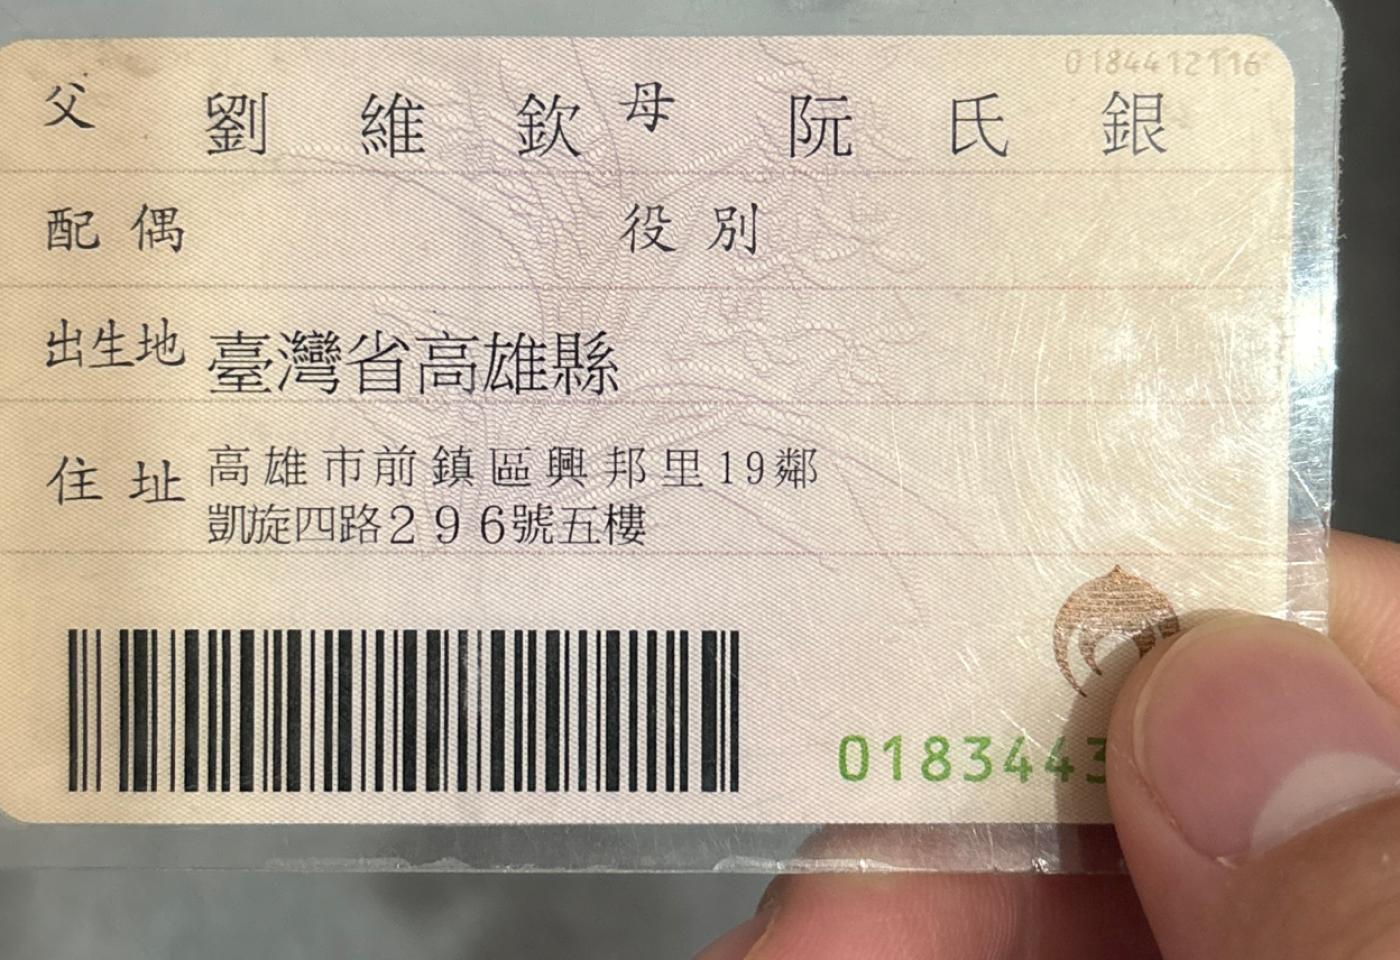 0184412116
父 劉維欽 母 阮氏銀
配偶 役別
出生地 臺灣省高雄縣
住址 高雄市前鎮區興邦里19鄰
凱旋四路296號五樓
0183443